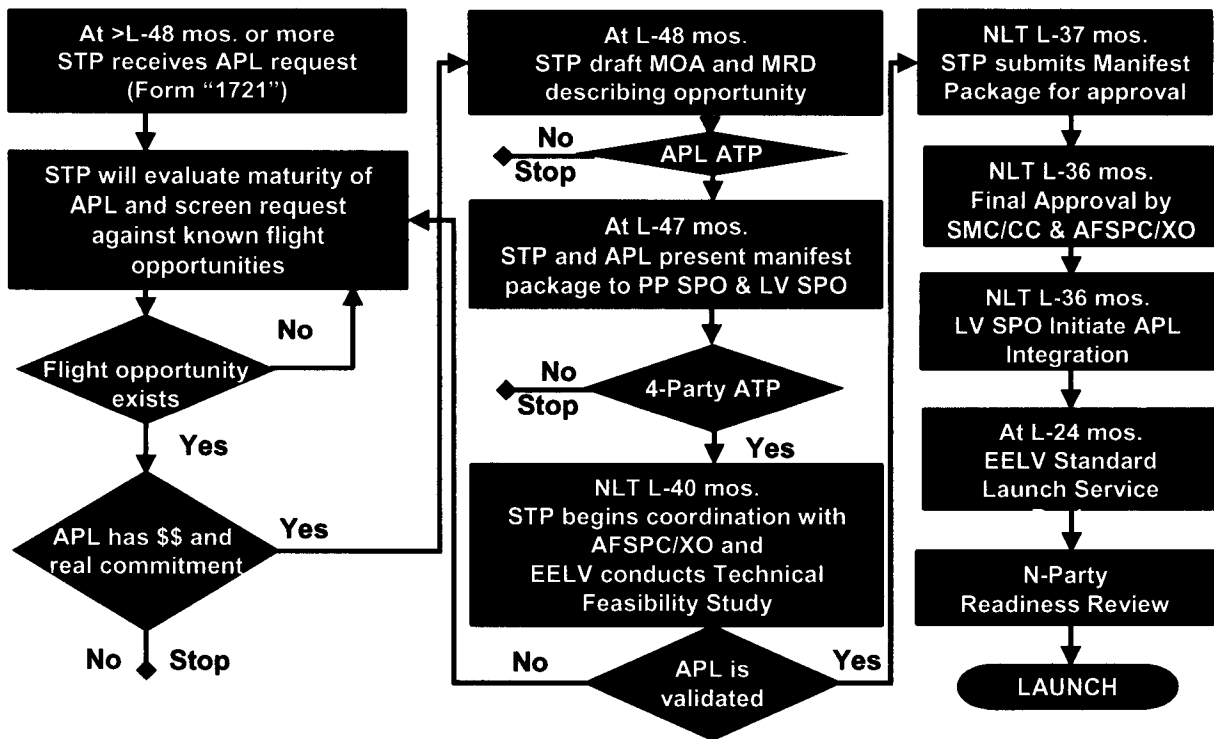 At >L-48 mos. or more
STP receives APL request
(Form “1721”)
STP will evaluate maturity of
APL and screen request
against known flight
opportunities
No
Flight opportunity
exists
Yes
APL has $$ and
real commitment
Yes
No Stop
At L-48 mos.
STP draft MOA and MRD
describing opportunity
No
Stop
APL ATP
At L-47 mos.
STP and APL present manifest
package to PP SPO & LV SPO
No
Stop
4-Party ATP
Yes
NLT L-40 mos.
STP begins coordination with
AFSPC/XO and
EELV conducts Technical
Feasibility Study
No
APL is
validated
Yes
NLT L-37 mos.
STP submits Manifest
Package for approval
NLT L-36 mos.
Final Approval by
SMC/CC & AFSPC/XO
NLT L-36 mos.
LV SPO Initiate APL
Integration
At L-24 mos.
EELV Standard
Launch Service
N-Party
Readiness Review
LAUNCH